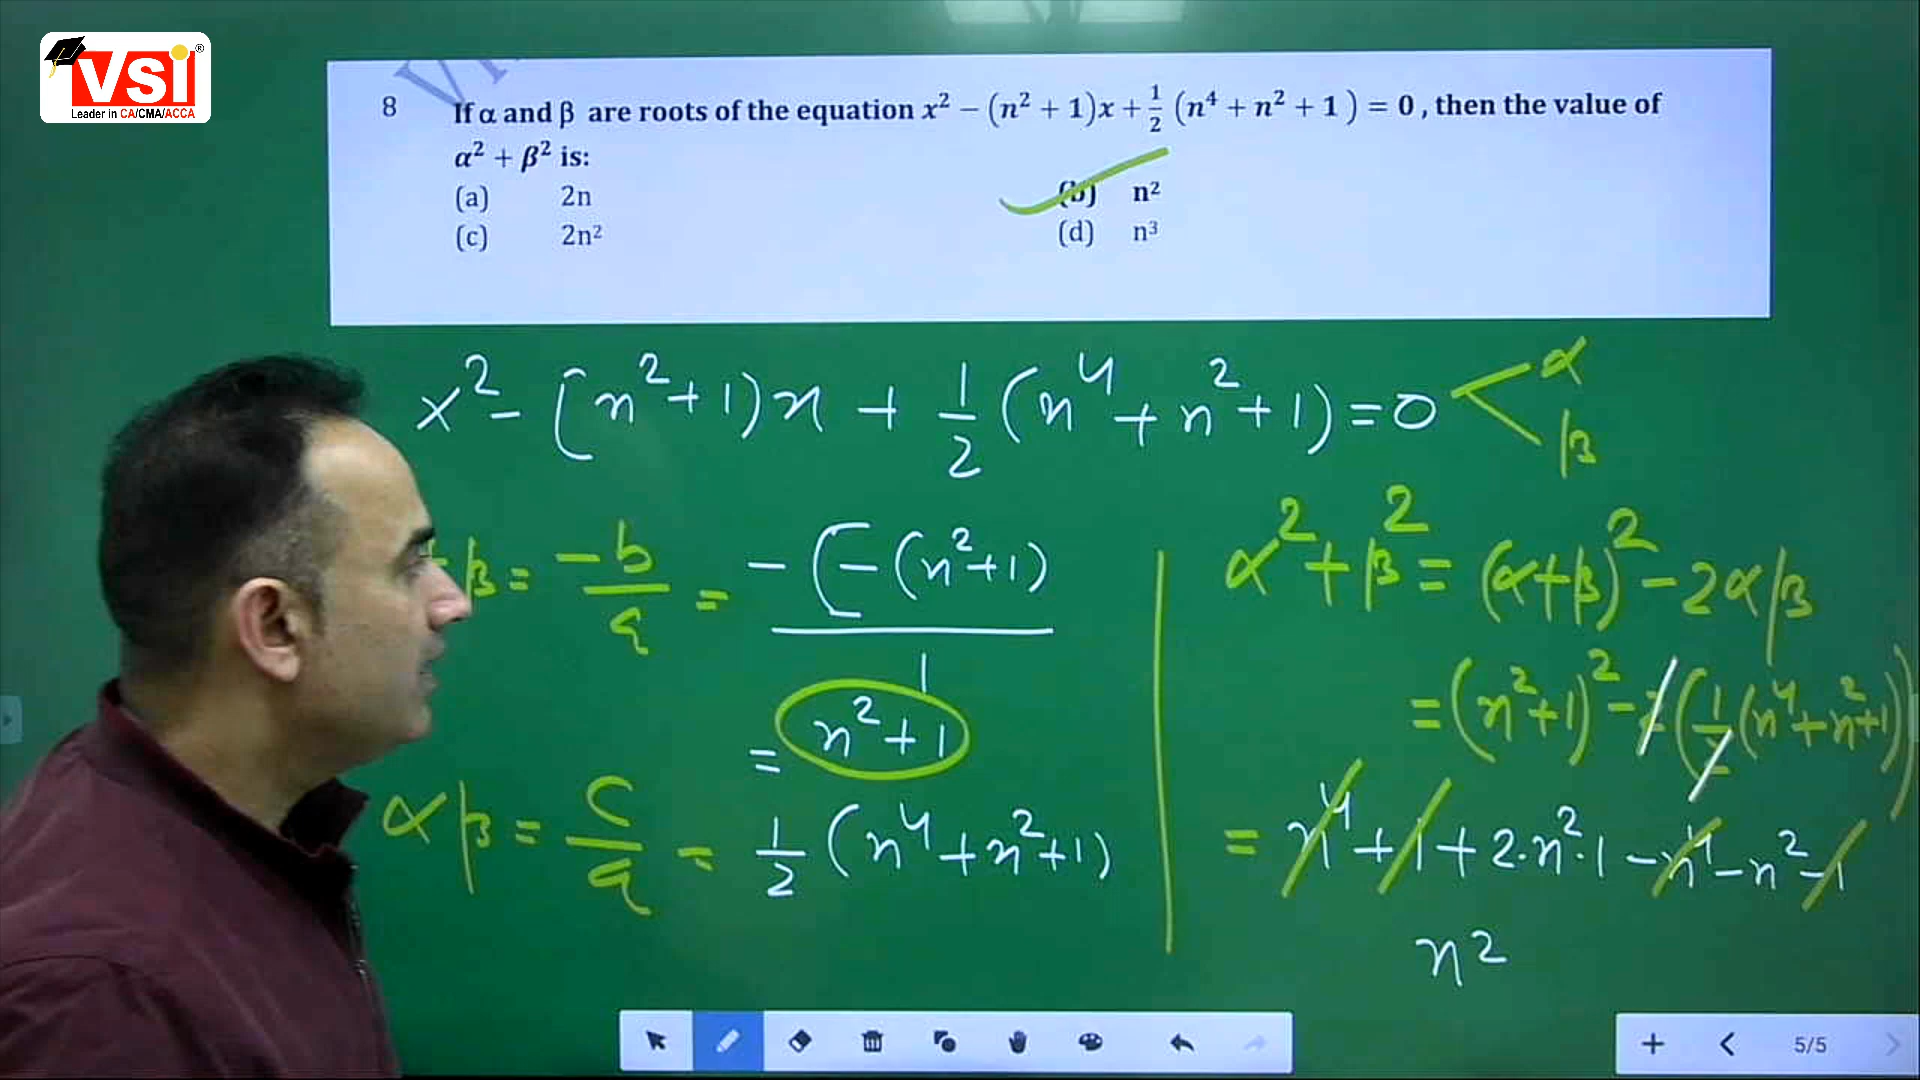 VSI®
Leader in CA/CMA/ACCA
8 If α and β are roots of the equation x² − (n² + 1)x + 1/2 (n⁴ + n² + 1) = 0, then the value of
α² + β² is:
(a) 2n (b) n²
(c) 2n² (d) n³
x² - (n²+1)x + 1/2 (n⁴ + n² + 1) = 0 < α β
+ β = -b/a = -(-(n²+1)/1
= n²+1
αβ = c/a = 1/2 (n⁴+n²+1)
α² + β² = (α+β)² - 2αβ
= (n²+1)² - 2(1/2(n⁴+n²+1))
= n⁴ + 1 + 2·n²·1 - n⁴ - n² - 1
n²
5/5